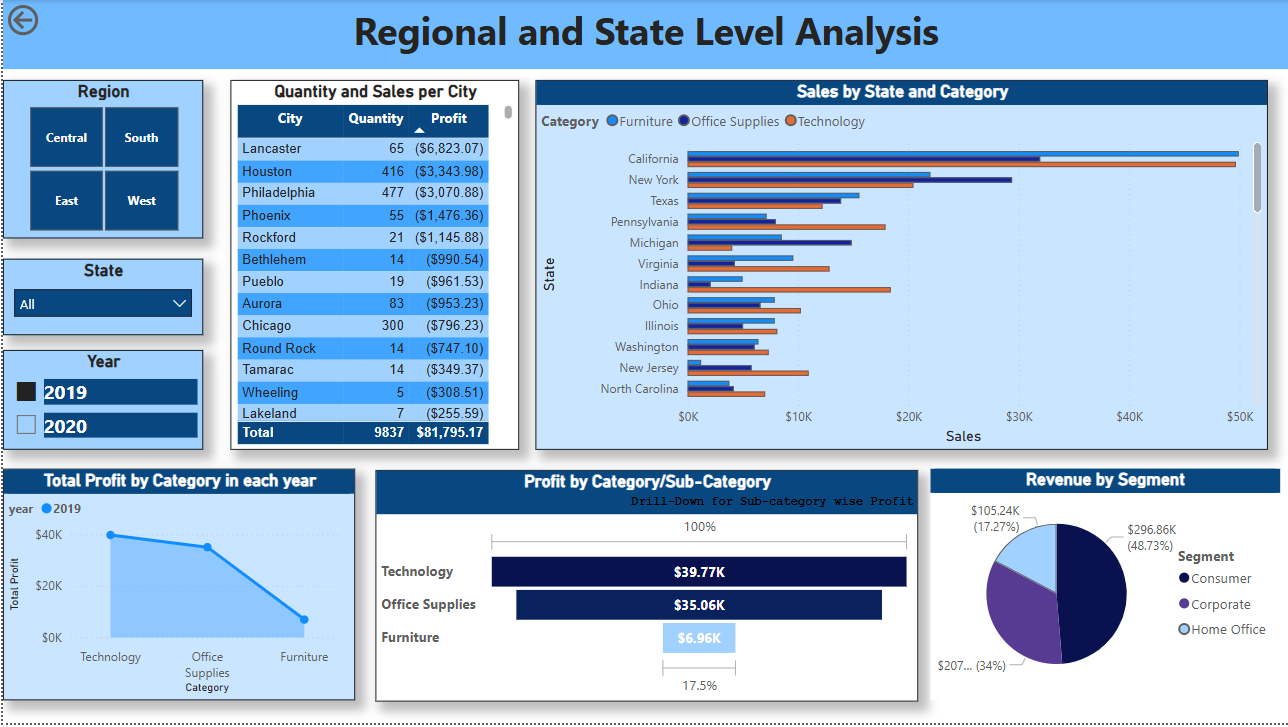 Regional and State Level Analysis
Region
Central
South
East
West
State
All
Year
2019
2020
Quantity and Sales per City
City Quantity Profit
Lancaster 65 ($6,823.07)
Houston 416 ($3,343.98)
Philadelphia 477 ($3,070.88)
Phoenix 55 ($1,476.36)
Rockford 21 ($1,145.88)
Bethlehem 14 ($990.54)
Pueblo 19 ($961.53)
Aurora 83 ($953.23)
Chicago 300 ($796.23)
Round Rock 14 ($747.10)
Tamarac 14 ($349.37)
Wheeling 5 ($308.51)
Lakeland 7 ($255.59)
Total 9837 $81,795.17
Sales by State and Category
Category Furniture Office Supplies Technology
State
California
New York
Texas
Pennsylvania
Michigan
Virginia
Indiana
Ohio
Illinois
Washington
New Jersey
North Carolina
$0K $10K $20K $30K $40K $50K
Sales
Total Profit by Category in each year
year 2019
Total Profit
$40K
$20K
$0K
Technology Office Supplies Furniture
Category
Profit by Category/Sub-Category
Drill-Down for Sub-category wise Profit
100%
Technology $39.77K
Office Supplies $35.06K
Furniture $6.96K
17.5%
Revenue by Segment
$105.24K
(17.27%)
$296.86K
(48.73%)
$207... (34%)
Segment
Consumer
Corporate
Home Office